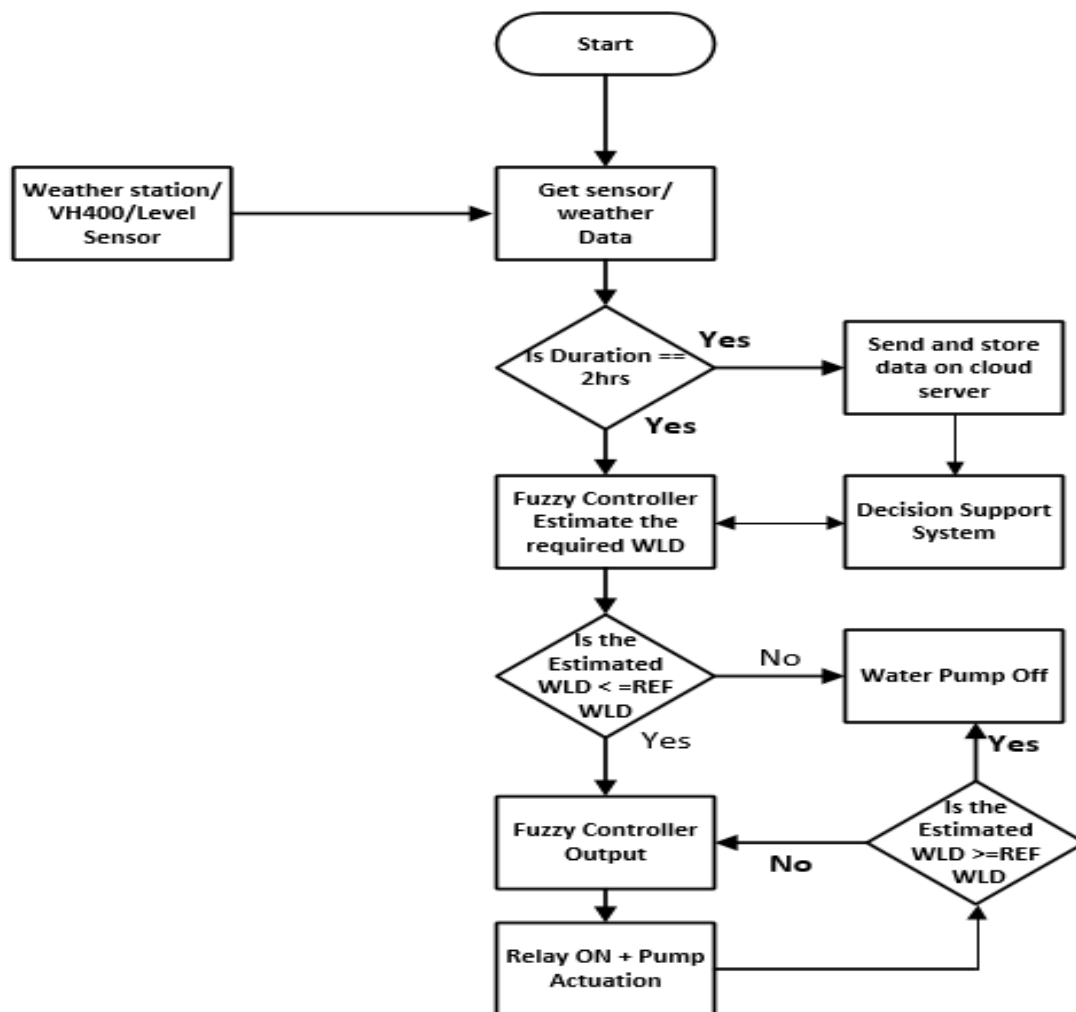 Start
Weather station/
VH400/Level
Sensor
Get sensor/
weather
Data
Is Duration ==
2hrs
Yes
Send and store
data on cloud
server
Yes
Fuzzy Controller
Estimate the
required WLD
Decision Support
System
Is the
Estimated
WLD < =REF
WLD
No
Water Pump Off
Yes
Yes
Fuzzy Controller
Output
No
Is the
Estimated
WLD >=REF
WLD
Relay ON + Pump
Actuation